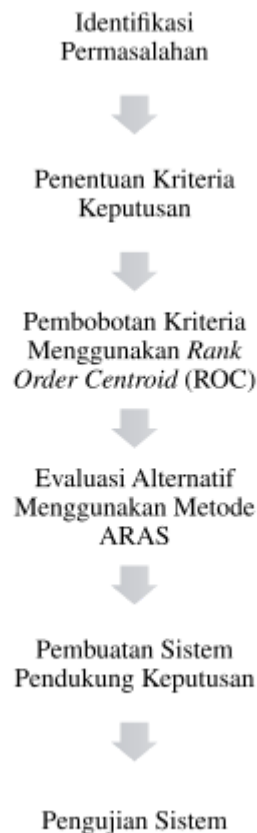 Identifikasi
Permasalahan
Penentuan Kriteria
Keputusan
Pembobotan Kriteria
Menggunakan Rank
Order Centroid (ROC)
Evaluasi Alternatif
Menggunakan Metode
ARAS
Pembuatan Sistem
Pendukung Keputusan
Pengujian Sistem